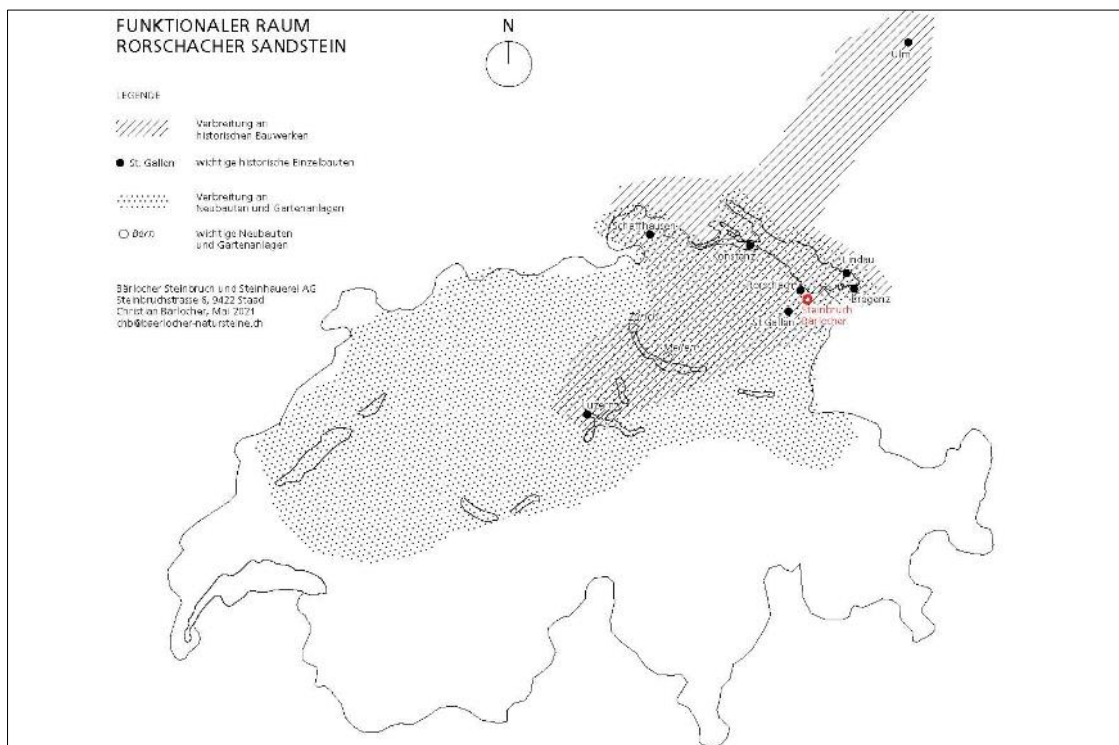 FUNKTIONALER RAUM
RORSCHACHER SANDSTEIN
N
LEGENDE
Verbreitung an
historischen Bauwerken
St. Gallen
wichtige historische Einzelbauten
Verbreitung an
Neubauten und Gartenanlagen
Bern
wichtige Neubauten
und Gartenanlagen
Bärlocher Steinbruch und Steinhauerei AG
Steinbruchstrasse 6, 9422 Staad
Christian Bärlocher, Mai 2021
chb@baerlocher-natursteine.ch
Ulm
Schaffhausen
Konstanz
Lindau
Rorschach
Bregenz
Steinbruch
Bärlocher
St.Gallen
Zürich
Meilen
Luzern